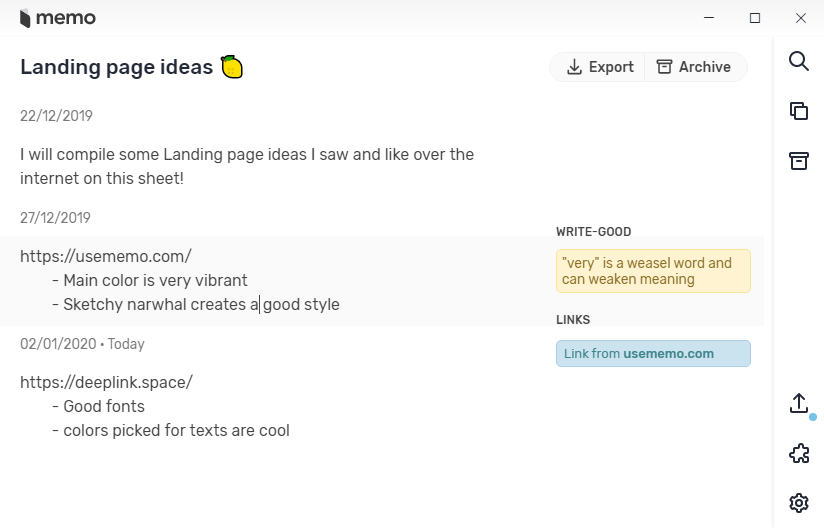 memo
Landing page ideas 🍋
Export
Archive
22/12/2019
I will compile some Landing page ideas I saw and like over the
internet on this sheet!
27/12/2019
https://usememo.com/
- Main color is very vibrant
- Sketchy narwhal creates a good style
WRITE-GOOD
"very" is a weasel word and
can weaken meaning
LINKS
Link from usememo.com
02/01/2020 • Today
https://deeplink.space/
- Good fonts
- colors picked for texts are cool